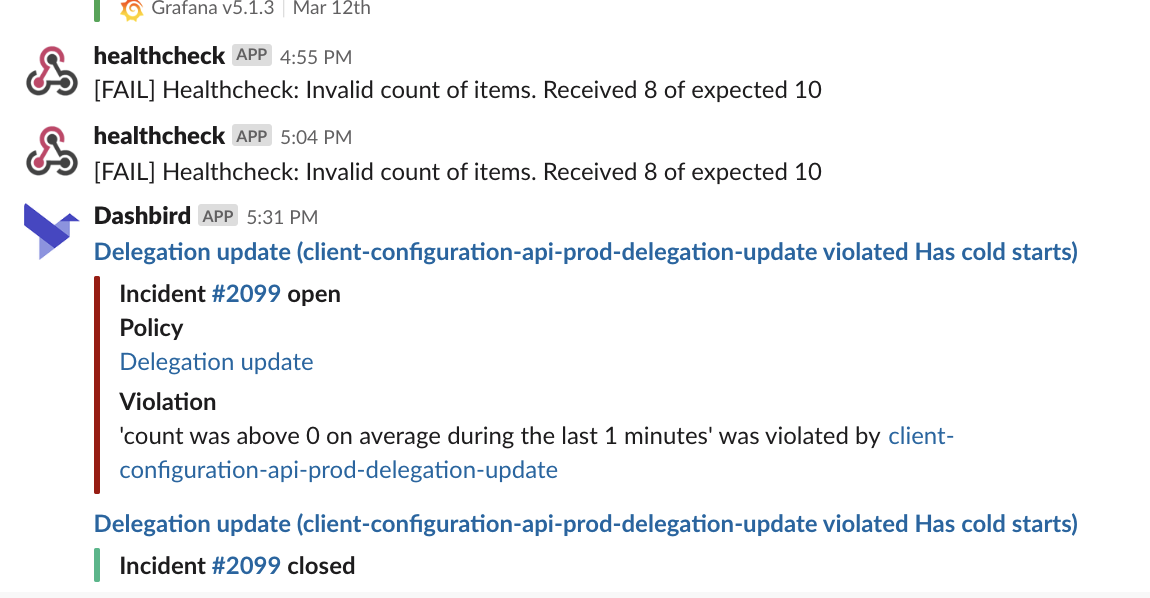 Grafana v5.1.3 | Mar 12th
healthcheck APP 4:55 PM
[FAIL] Healthcheck: Invalid count of items. Received 8 of expected 10
healthcheck APP 5:04 PM
[FAIL] Healthcheck: Invalid count of items. Received 8 of expected 10
Dashbird APP 5:31 PM
Delegation update (client-configuration-api-prod-delegation-update violated Has cold starts)
Incident #2099 open
Policy
Delegation update
Violation
'count was above 0 on average during the last 1 minutes' was violated by client-
configuration-api-prod-delegation-update
Delegation update (client-configuration-api-prod-delegation-update violated Has cold starts)
Incident #2099 closed